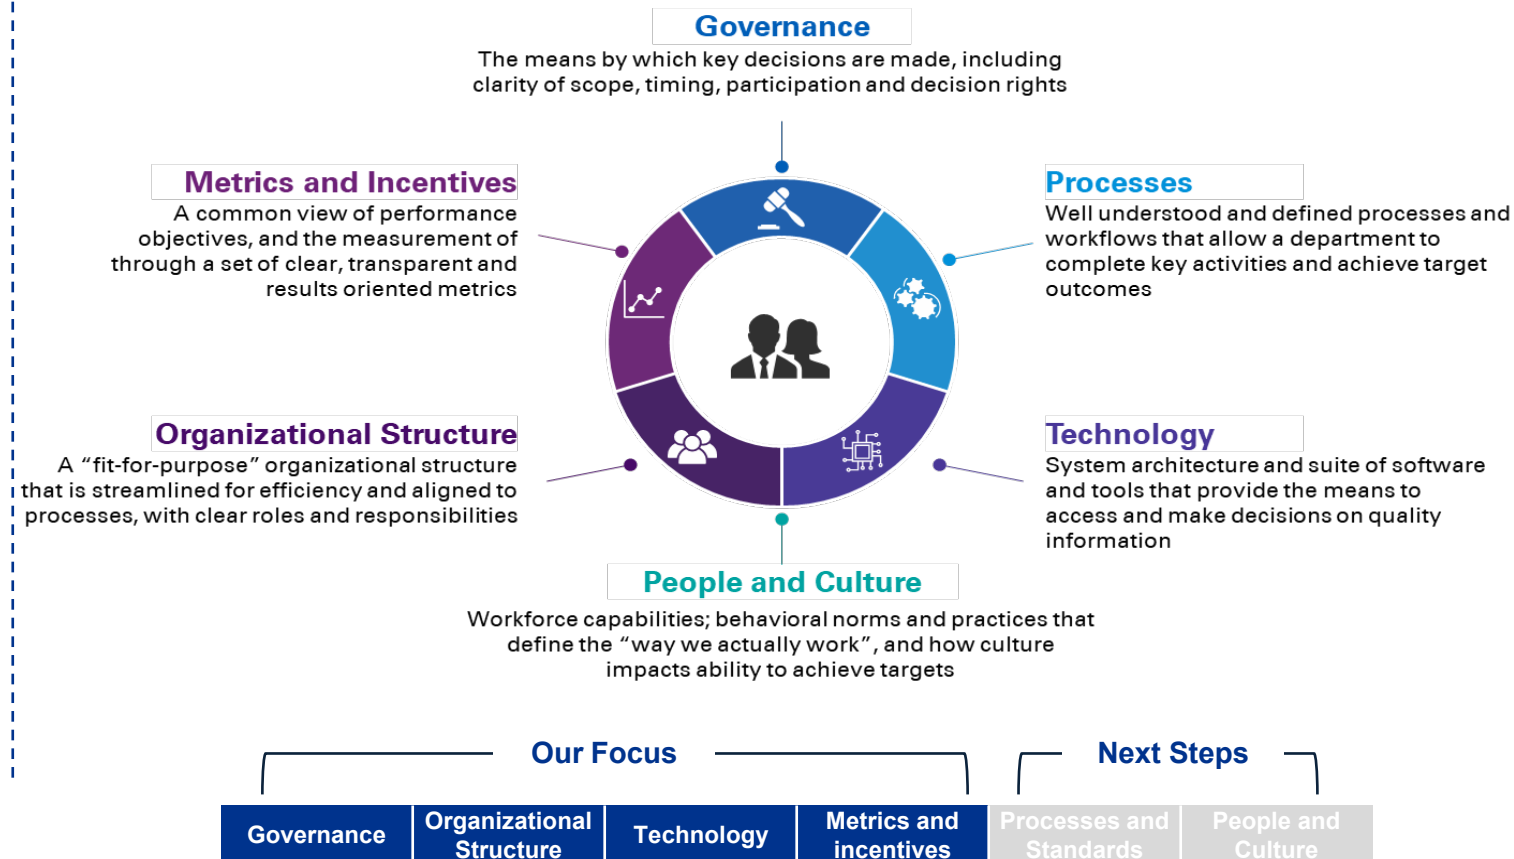 Governance
The means by which key decisions are made, including
clarity of scope, timing, participation and decision rights
Metrics and Incentives
A common view of performance
objectives, and the measurement of
through a set of clear, transparent and
results oriented metrics
Processes
Well understood and defined processes and
workflows that allow a department to
complete key activities and achieve target
outcomes
Organizational Structure
A “fit-for-purpose” organizational structure
that is streamlined for efficiency and aligned to
processes, with clear roles and responsibilities
Technology
System architecture and suite of software
and tools that provide the means to
access and make decisions on quality
information
People and Culture
Workforce capabilities; behavioral norms and practices that
define the “way we actually work”, and how culture
impacts ability to achieve targets
Our Focus
Next Steps
Governance
Organizational
Structure
Technology
Metrics and
incentives
Processes and
Standards
People and
Culture